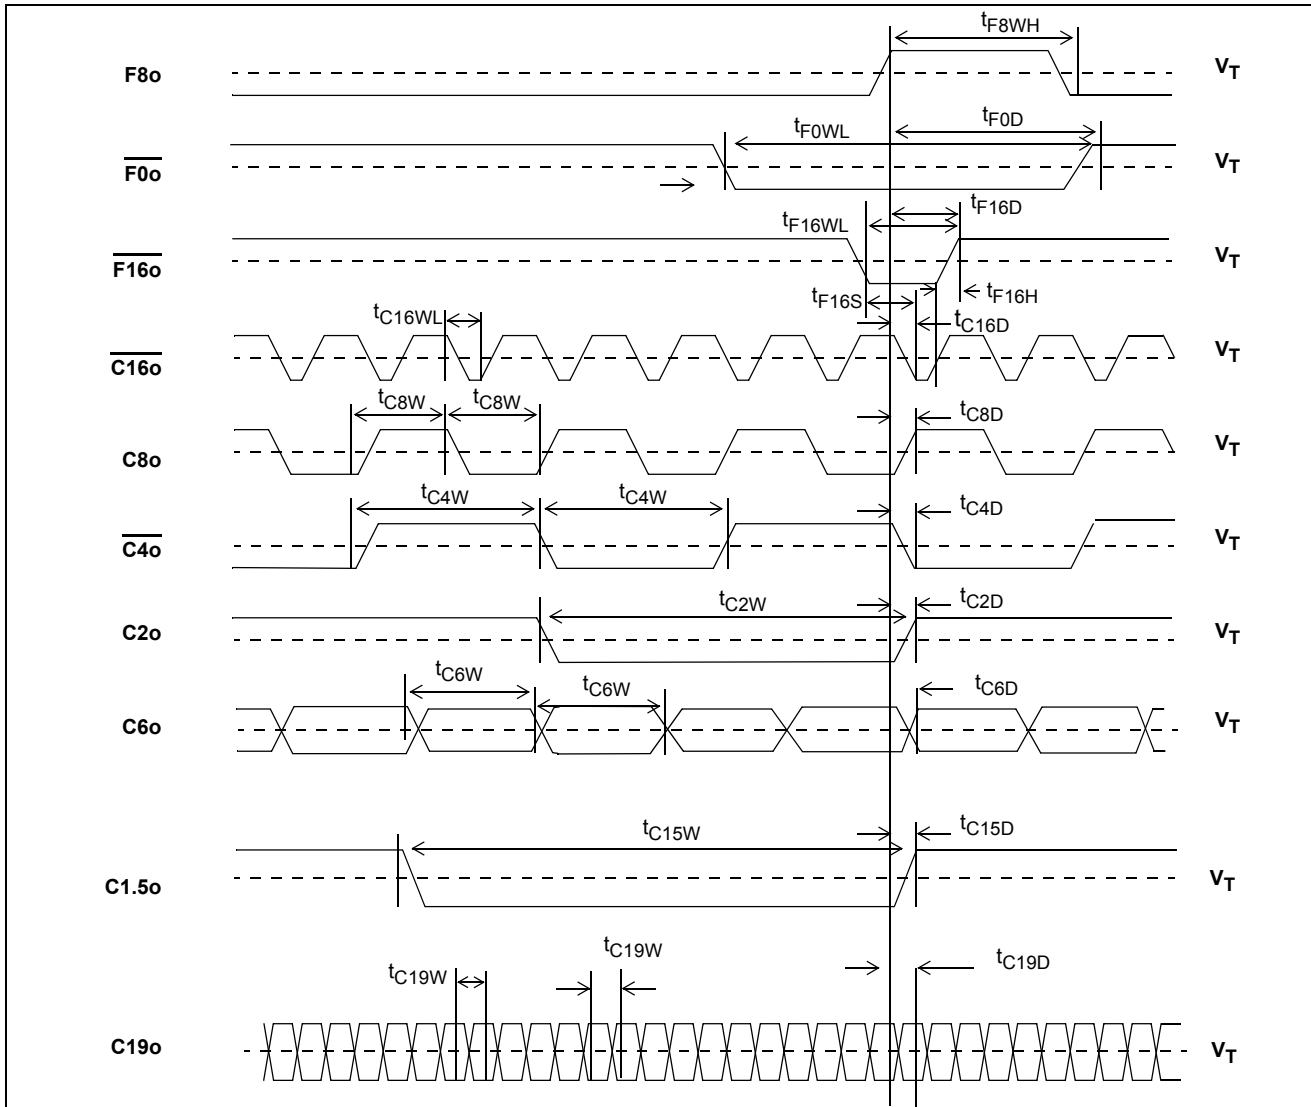 tF8WH
F8o VT
tF0WL tF0D
F0o VT
tF16D
tF16WL
F16o VT
tF16S tF16H
tC16WL tC16D
C16o VT
tC8W tC8W tC8D
C8o VT
tC4W tC4W tC4D
C4o VT
tC2W tC2D
C2o VT
tC6W tC6W tC6D
C6o VT
tC15W tC15D
C1.5o VT
tC19W tC19W tC19D
C19o VT